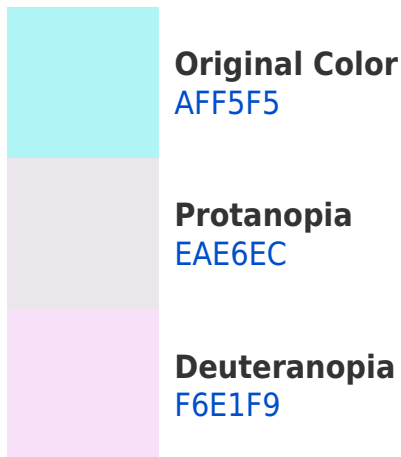 Original Color
AFF5F5
Protanopia
EAE6EC
Deuteranopia
F6E1F9